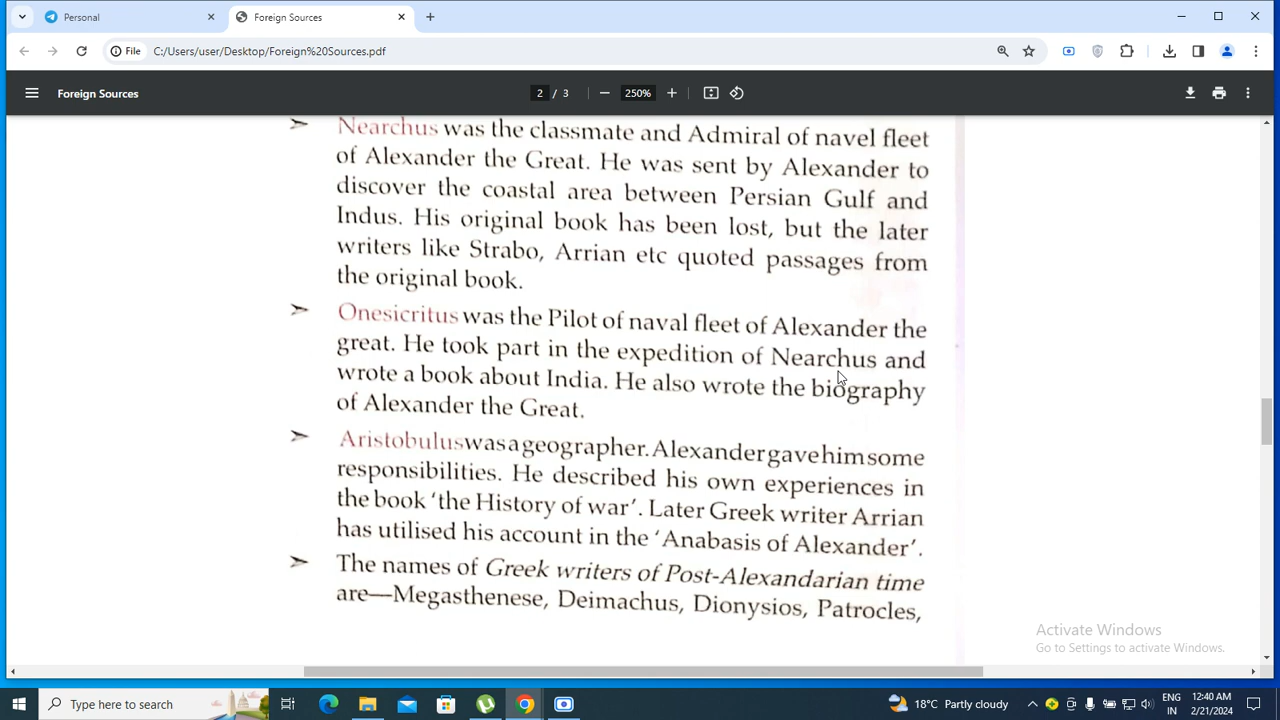 Personal
Foreign Sources
File
C:/Users/user/Desktop/Foreign%20Sources.pdf
Foreign Sources
2 / 3
250%
➢ Nearchus was the classmate and Admiral of navel fleet
of Alexander the Great. He was sent by Alexander to
discover the coastal area between Persian Gulf and
Indus. His original book has been lost, but the later
writers like Strabo, Arrian etc quoted passages from
the original book.
➢ Onesicritus was the Pilot of naval fleet of Alexander the
great. He took part in the expedition of Nearchus and
wrote a book about India. He also wrote the biography
of Alexander the Great.
➢ Aristobulus was a geographer. Alexander gave him some
responsibilities. He described his own experiences in
the book ‘the History of war’. Later Greek writer Arrian
has utilised his account in the ‘Anabasis of Alexander’.
➢ The names of Greek writers of Post-Alexandarian time
are—Megasthenese, Deimachus, Dionysios, Patrocles,
Activate Windows
Go to Settings to activate Windows.
Type here to search
18°C Partly cloudy
ENG
IN
12:40 AM
2/21/2024